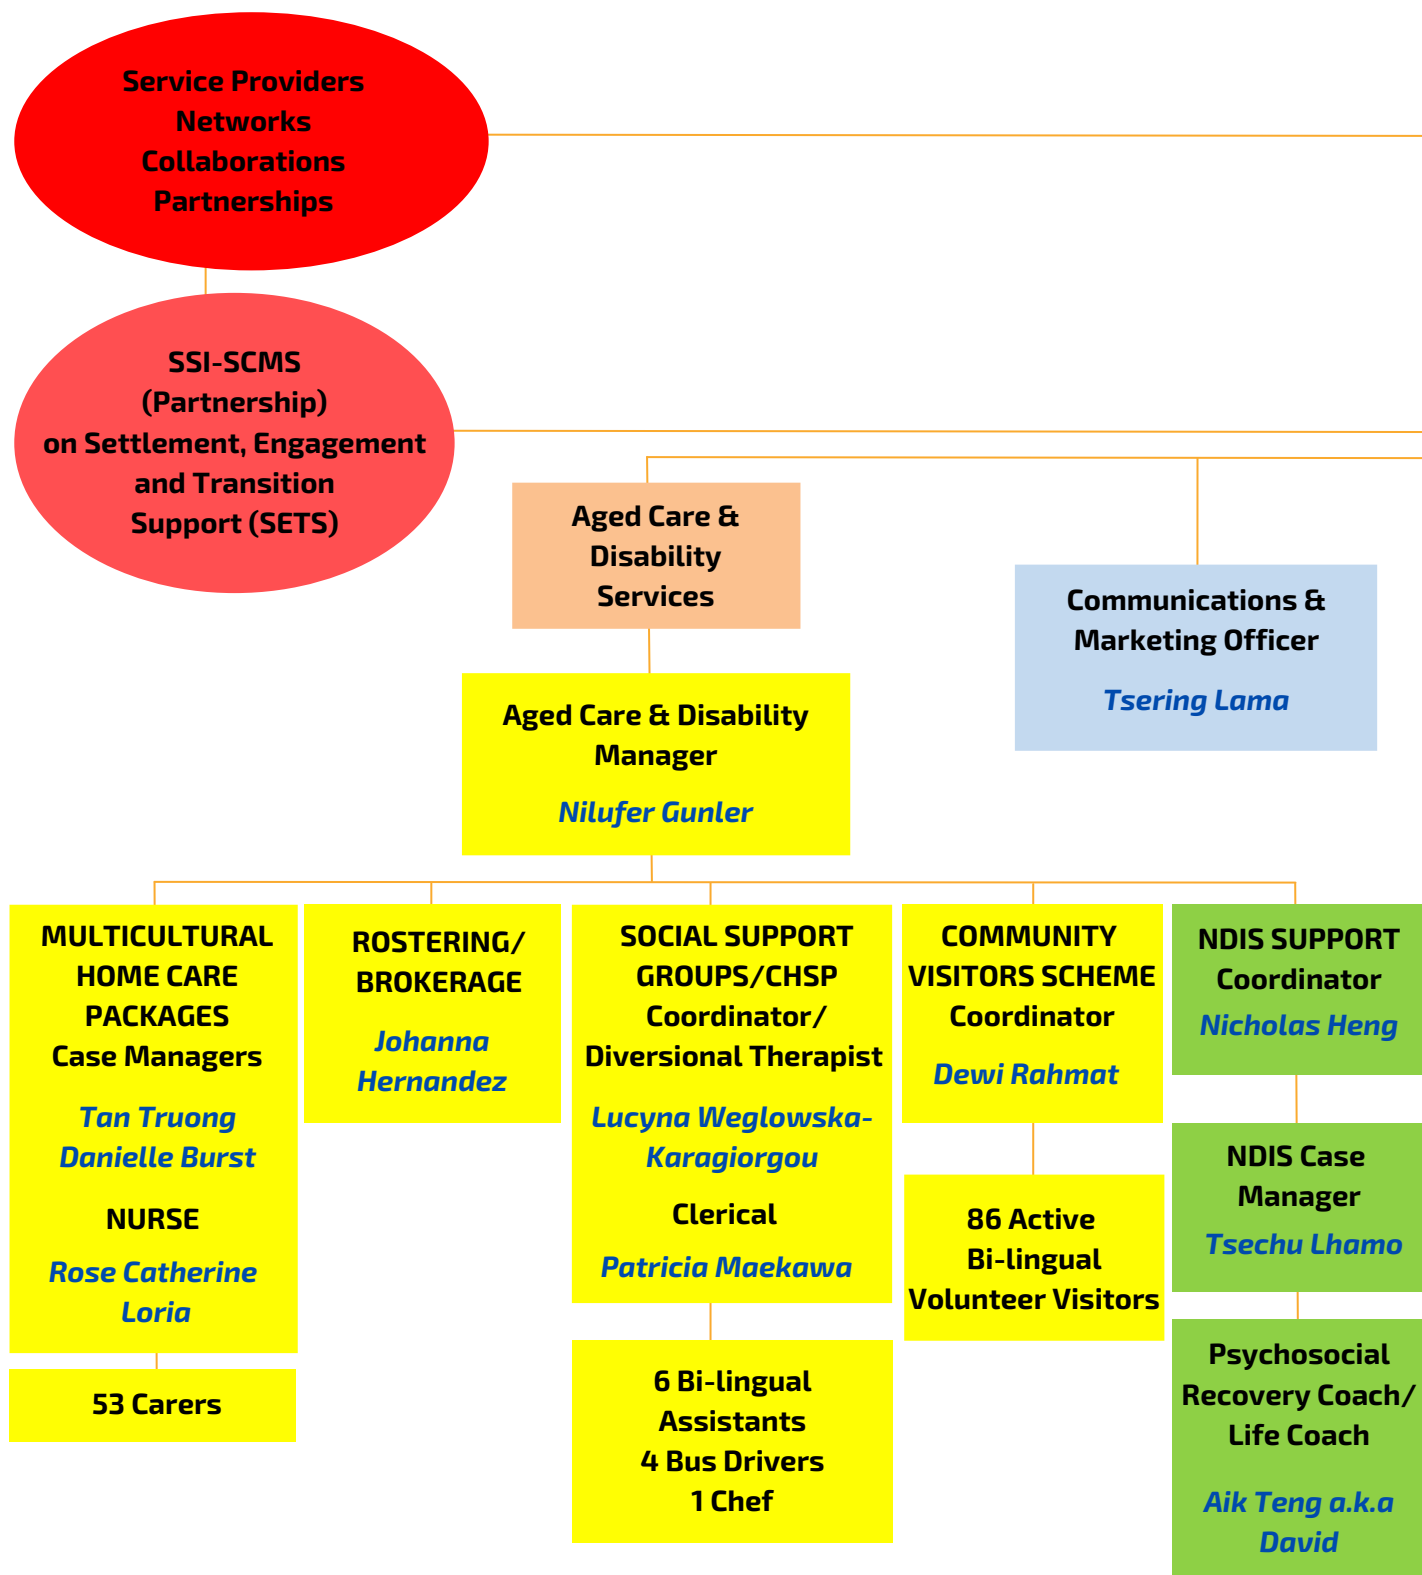 Service Providers
Networks
Collaborations
Partnerships
SSI-SCMS
(Partnership)
on Settlement, Engagement
and Transition
Support (SETS)
Aged Care &
Disability
Services
Communications &
Marketing Officer
Tsering Lama
Aged Care & Disability
Manager
Nilufer Gunler
MULTICULTURAL
HOME CARE
PACKAGES
Case Managers
Tan Truong
Danielle Burst
NURSE
Rose Catherine
Loria
53 Carers
ROSTERING/
BROKERAGE
Johanna
Hernandez
SOCIAL SUPPORT
GROUPS/CHSP
Coordinator/
Diversional Therapist
Lucyna Weglowska-
Karagiorgou
Clerical
Patricia Maekawa
6 Bi-lingual
Assistants
4 Bus Drivers
1 Chef
COMMUNITY
VISITORS SCHEME
Coordinator
Dewi Rahmat
86 Active
Bi-lingual
Volunteer Visitors
NDIS SUPPORT
Coordinator
Nicholas Heng
NDIS Case
Manager
Tsechu Lhamo
Psychosocial
Recovery Coach/
Life Coach
Aik Teng a.k.a
David